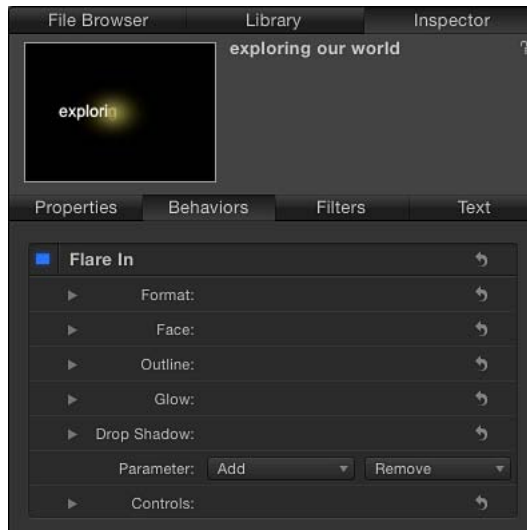 File Browser Library Inspector
exploring our world
explorin
Properties Behaviors Filters Text
Flare In
Format:
Face:
Outline:
Glow:
Drop Shadow:
Parameter: Add Remove
Controls: